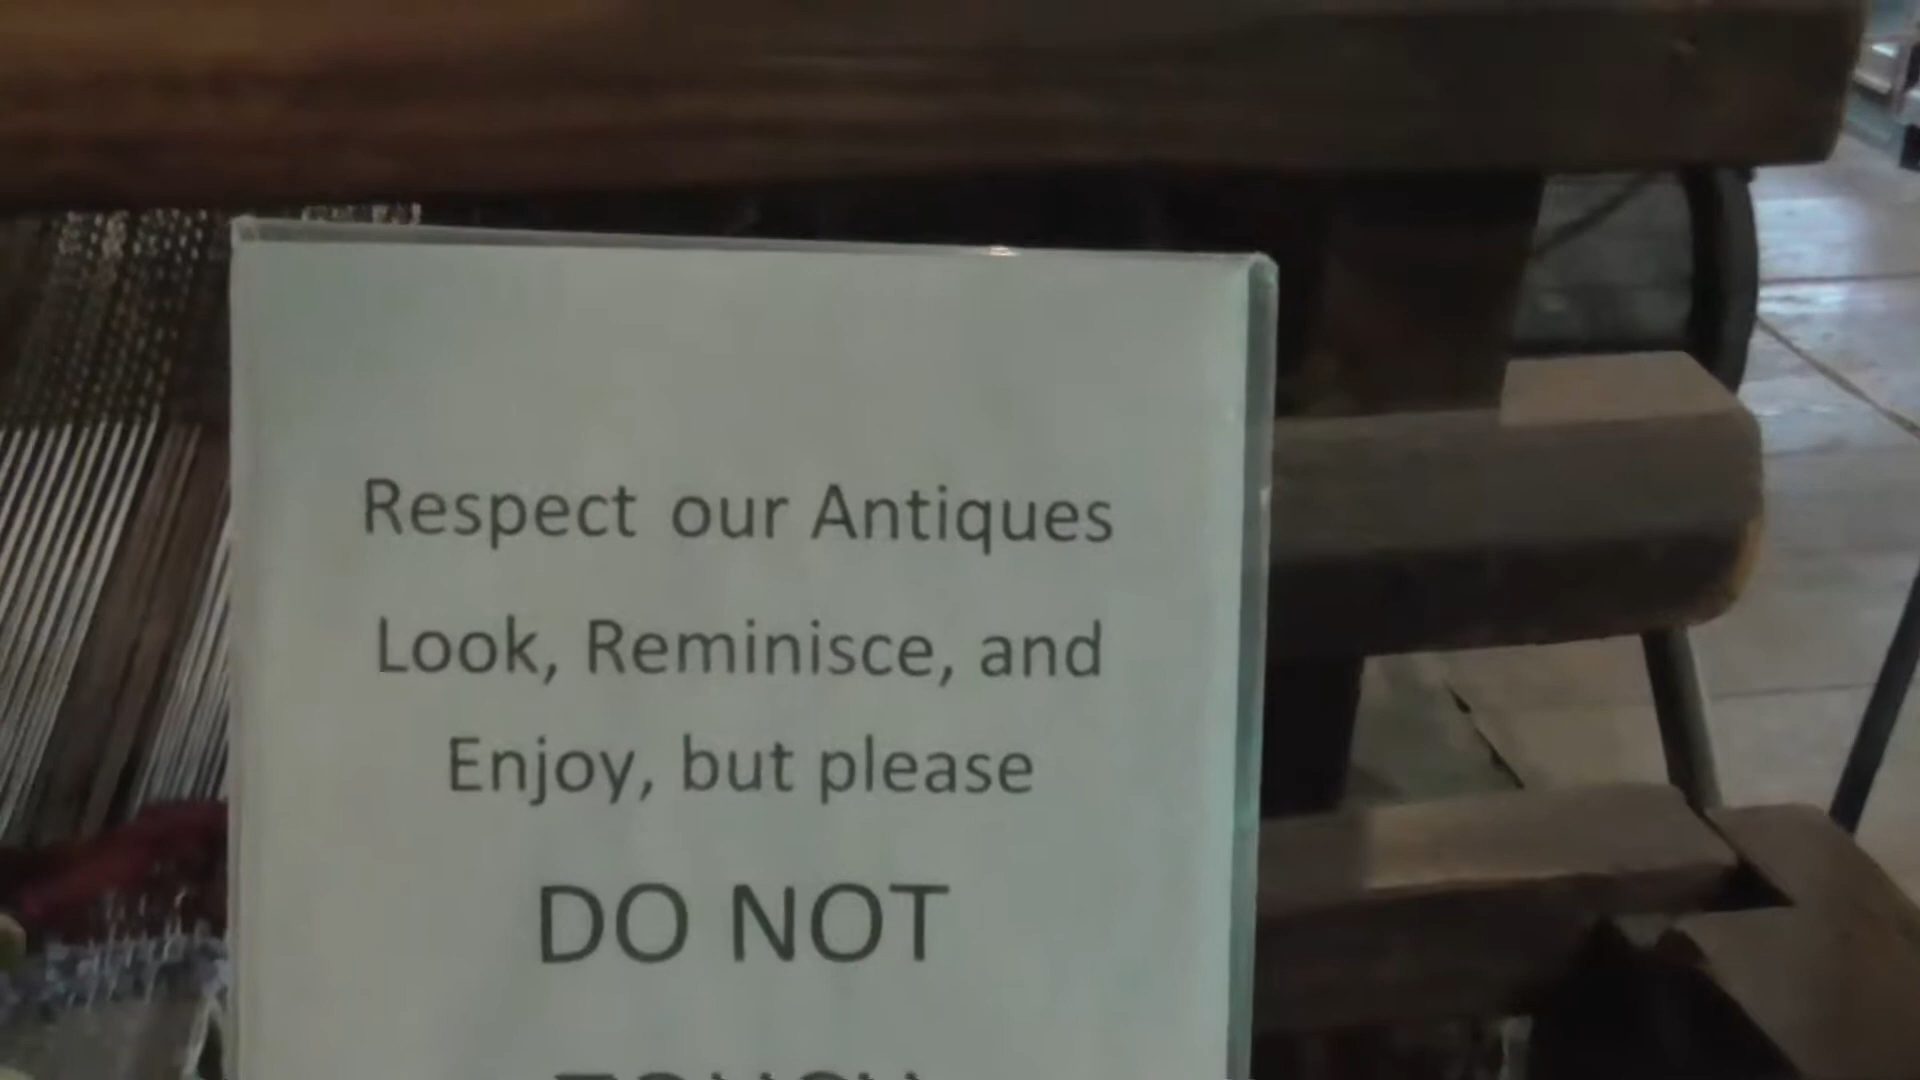 Respect our Antiques
Look, Reminisce, and
Enjoy, but please
DO NOT